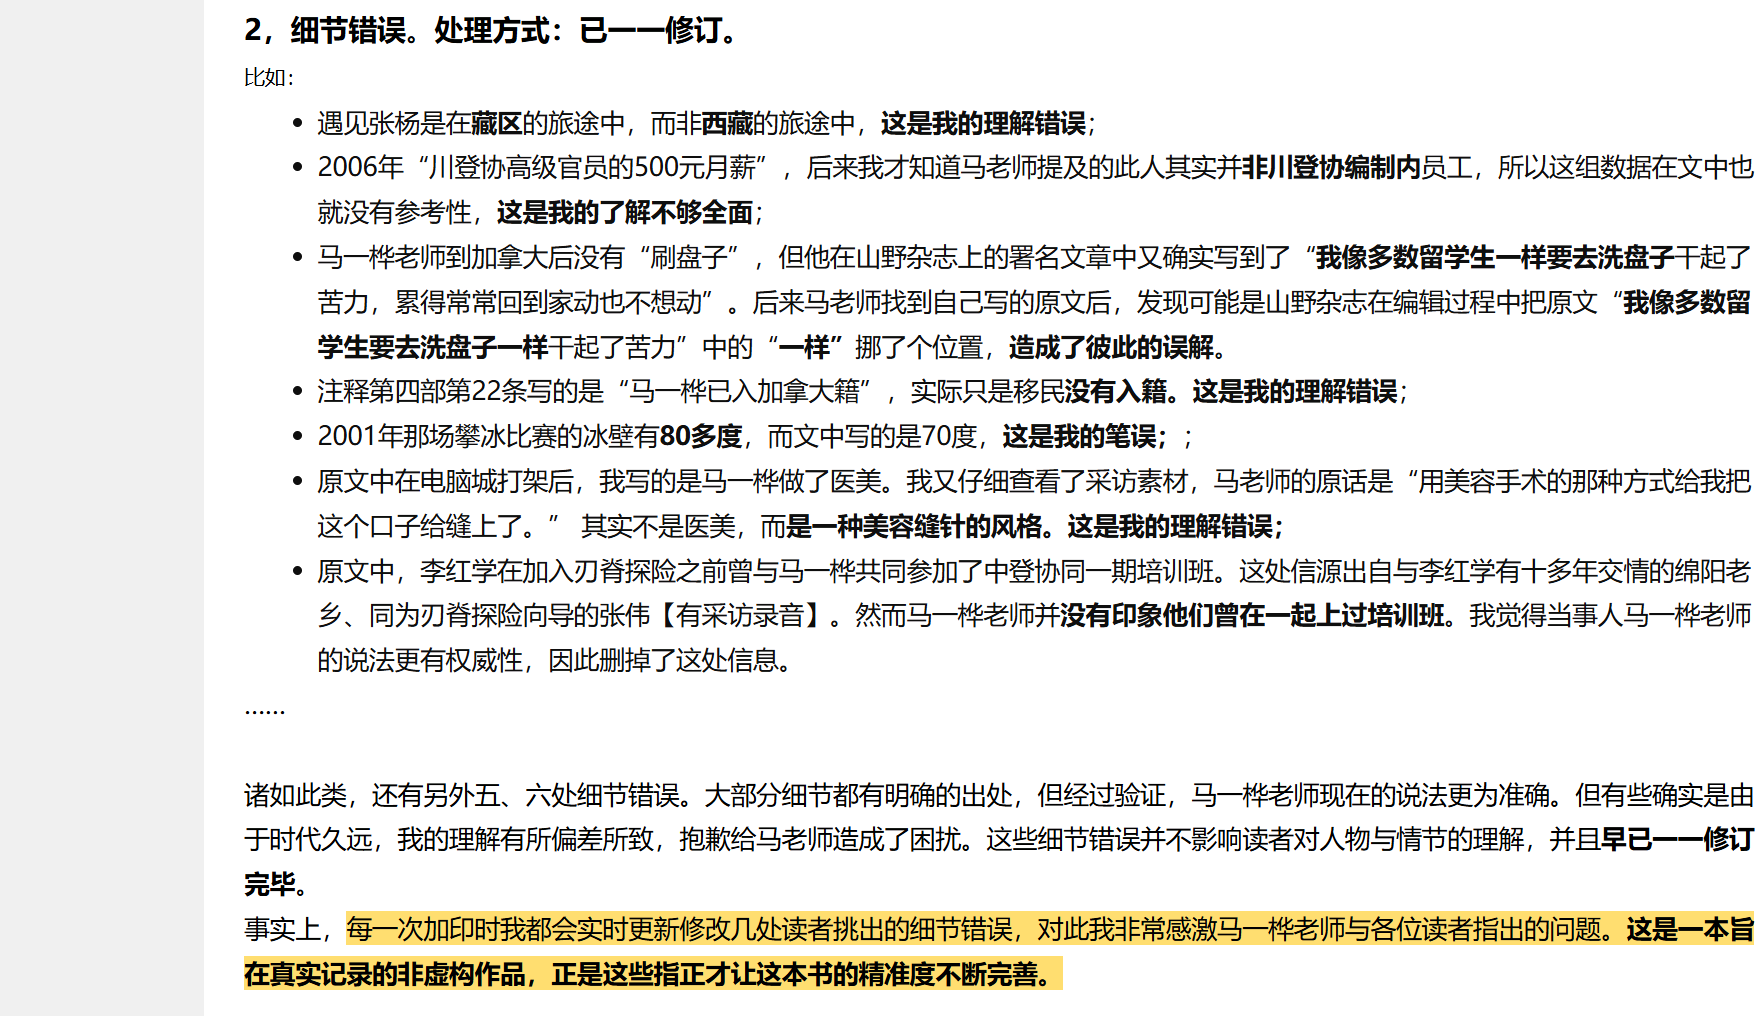 2，细节错误。处理方式：已一一修订。
比如：
• 遇见张杨是在藏区的旅途中，而非西藏的旅途中，这是我的理解错误；
• 2006年“川登协高级官员的500元月薪”，后来我才知道马老师提及的此人其实并非川登协编制内员工，所以这组数据在文中也
就没有参考性，这是我的了解不够全面；
• 马一桦老师到加拿大后没有“刷盘子”，但他在山野杂志上的署名文章中又确实写到了“我像多数留学生一样要去洗盘子干起了
苦力，累得常常回到家动也不想动”。后来马老师找到自己写的原文后，发现可能是山野杂志在编辑过程中把原文“我像多数留
学生要去洗盘子一样干起了苦力”中的“一样”挪了个位置，造成了彼此的误解。
• 注释第四部第22条写的是“马一桦已入加拿大籍”，实际只是移民没有入籍。这是我的理解错误；
• 2001年那场攀冰比赛的冰壁有80多度，而文中写的是70度，这是我的笔误；；
• 原文中在电脑城打架后，我写的是马一桦做了医美。我又仔细查看了采访素材，马老师的原话是“用美容手术的那种方式给我把
这个口子给缝上了。” 其实不是医美，而是一种美容缝针的风格。这是我的理解错误；
• 原文中，李红学在加入刃脊探险之前曾与马一桦共同参加了中登协同一期培训班。这处信源出自与李红学有十多年交情的绵阳老
乡、同为刃脊探险向导的张伟【有采访录音】。然而马一桦老师并没有印象他们曾在一起上过培训班。我觉得当事人马一桦老师
的说法更有权威性，因此删掉了这处信息。
……
诸如此类，还有另外五、六处细节错误。大部分细节都有明确的出处，但经过验证，马一桦老师现在的说法更为准确。但有些确实是由
于时代久远，我的理解有所偏差所致，抱歉给马老师造成了困扰。这些细节错误并不影响读者对人物与情节的理解，并且早已一一修订
完毕。
事实上，每一次加印时我都会实时更新修改几处读者挑出的细节错误，对此我非常感激马一桦老师与各位读者指出的问题。这是一本旨
在真实记录的非虚构作品，正是这些指正才让这本书的精准度不断完善。